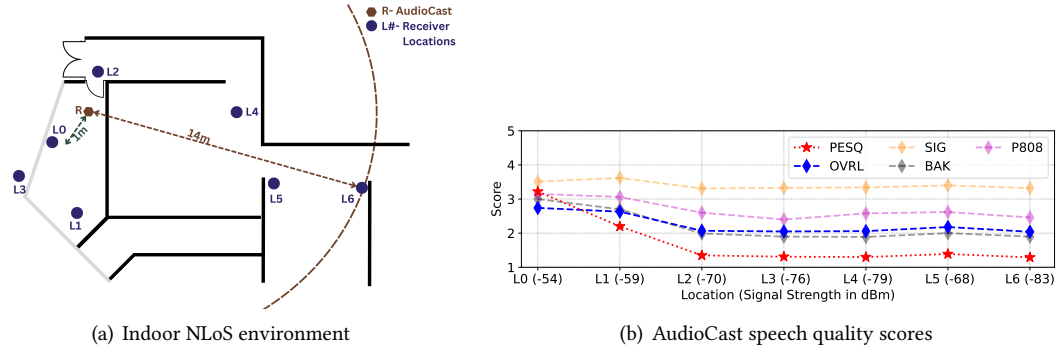 R- AudioCast
L#- Receiver
Locations
L2
R
L4
L0
1m
14m
L3
L5
L6
L1
(a) Indoor NLoS environment
5
4
3
2
1
Score
PESQ
OVRL
SIG
BAK
P808
L0 (-54) L1 (-59) L2 (-70) L3 (-76) L4 (-79) L5 (-68) L6 (-83)
Location (Signal Strength in dBm)
(b) AudioCast speech quality scores